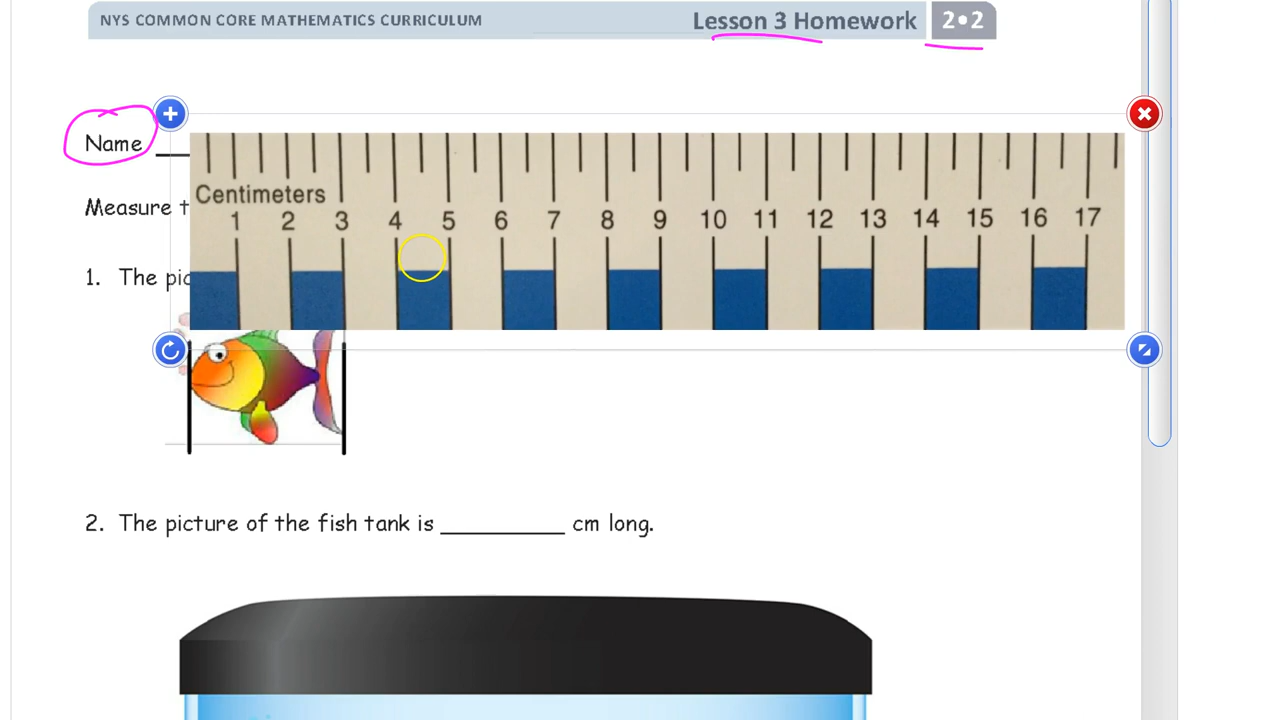 NYS COMMON CORE MATHEMATICS CURRICULUM Lesson 3 Homework 2•2
Name
Centimeters
1 2 3 4 5 6 7 8 9 10 11 12 13 14 15 16 17
Measure t
1. The pic
2. The picture of the fish tank is __________ cm long.